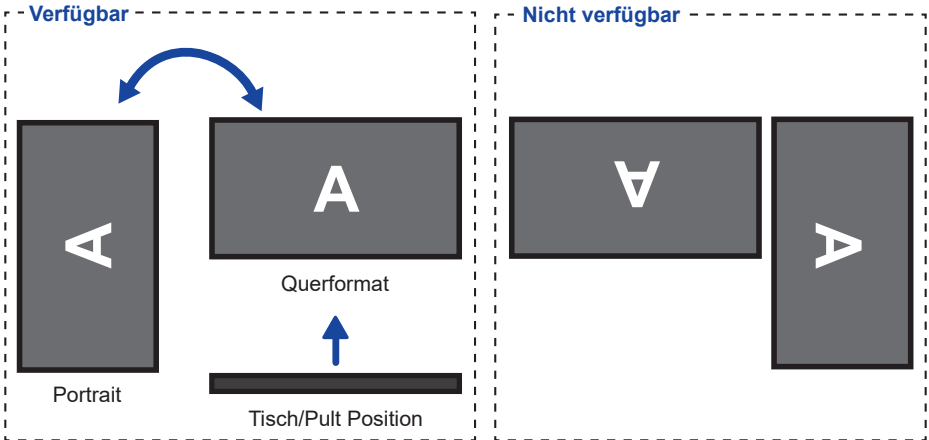 Verfügbar
Nicht verfügbar
A
A
A
A
Querformat
Portrait
Tisch/Pult Position